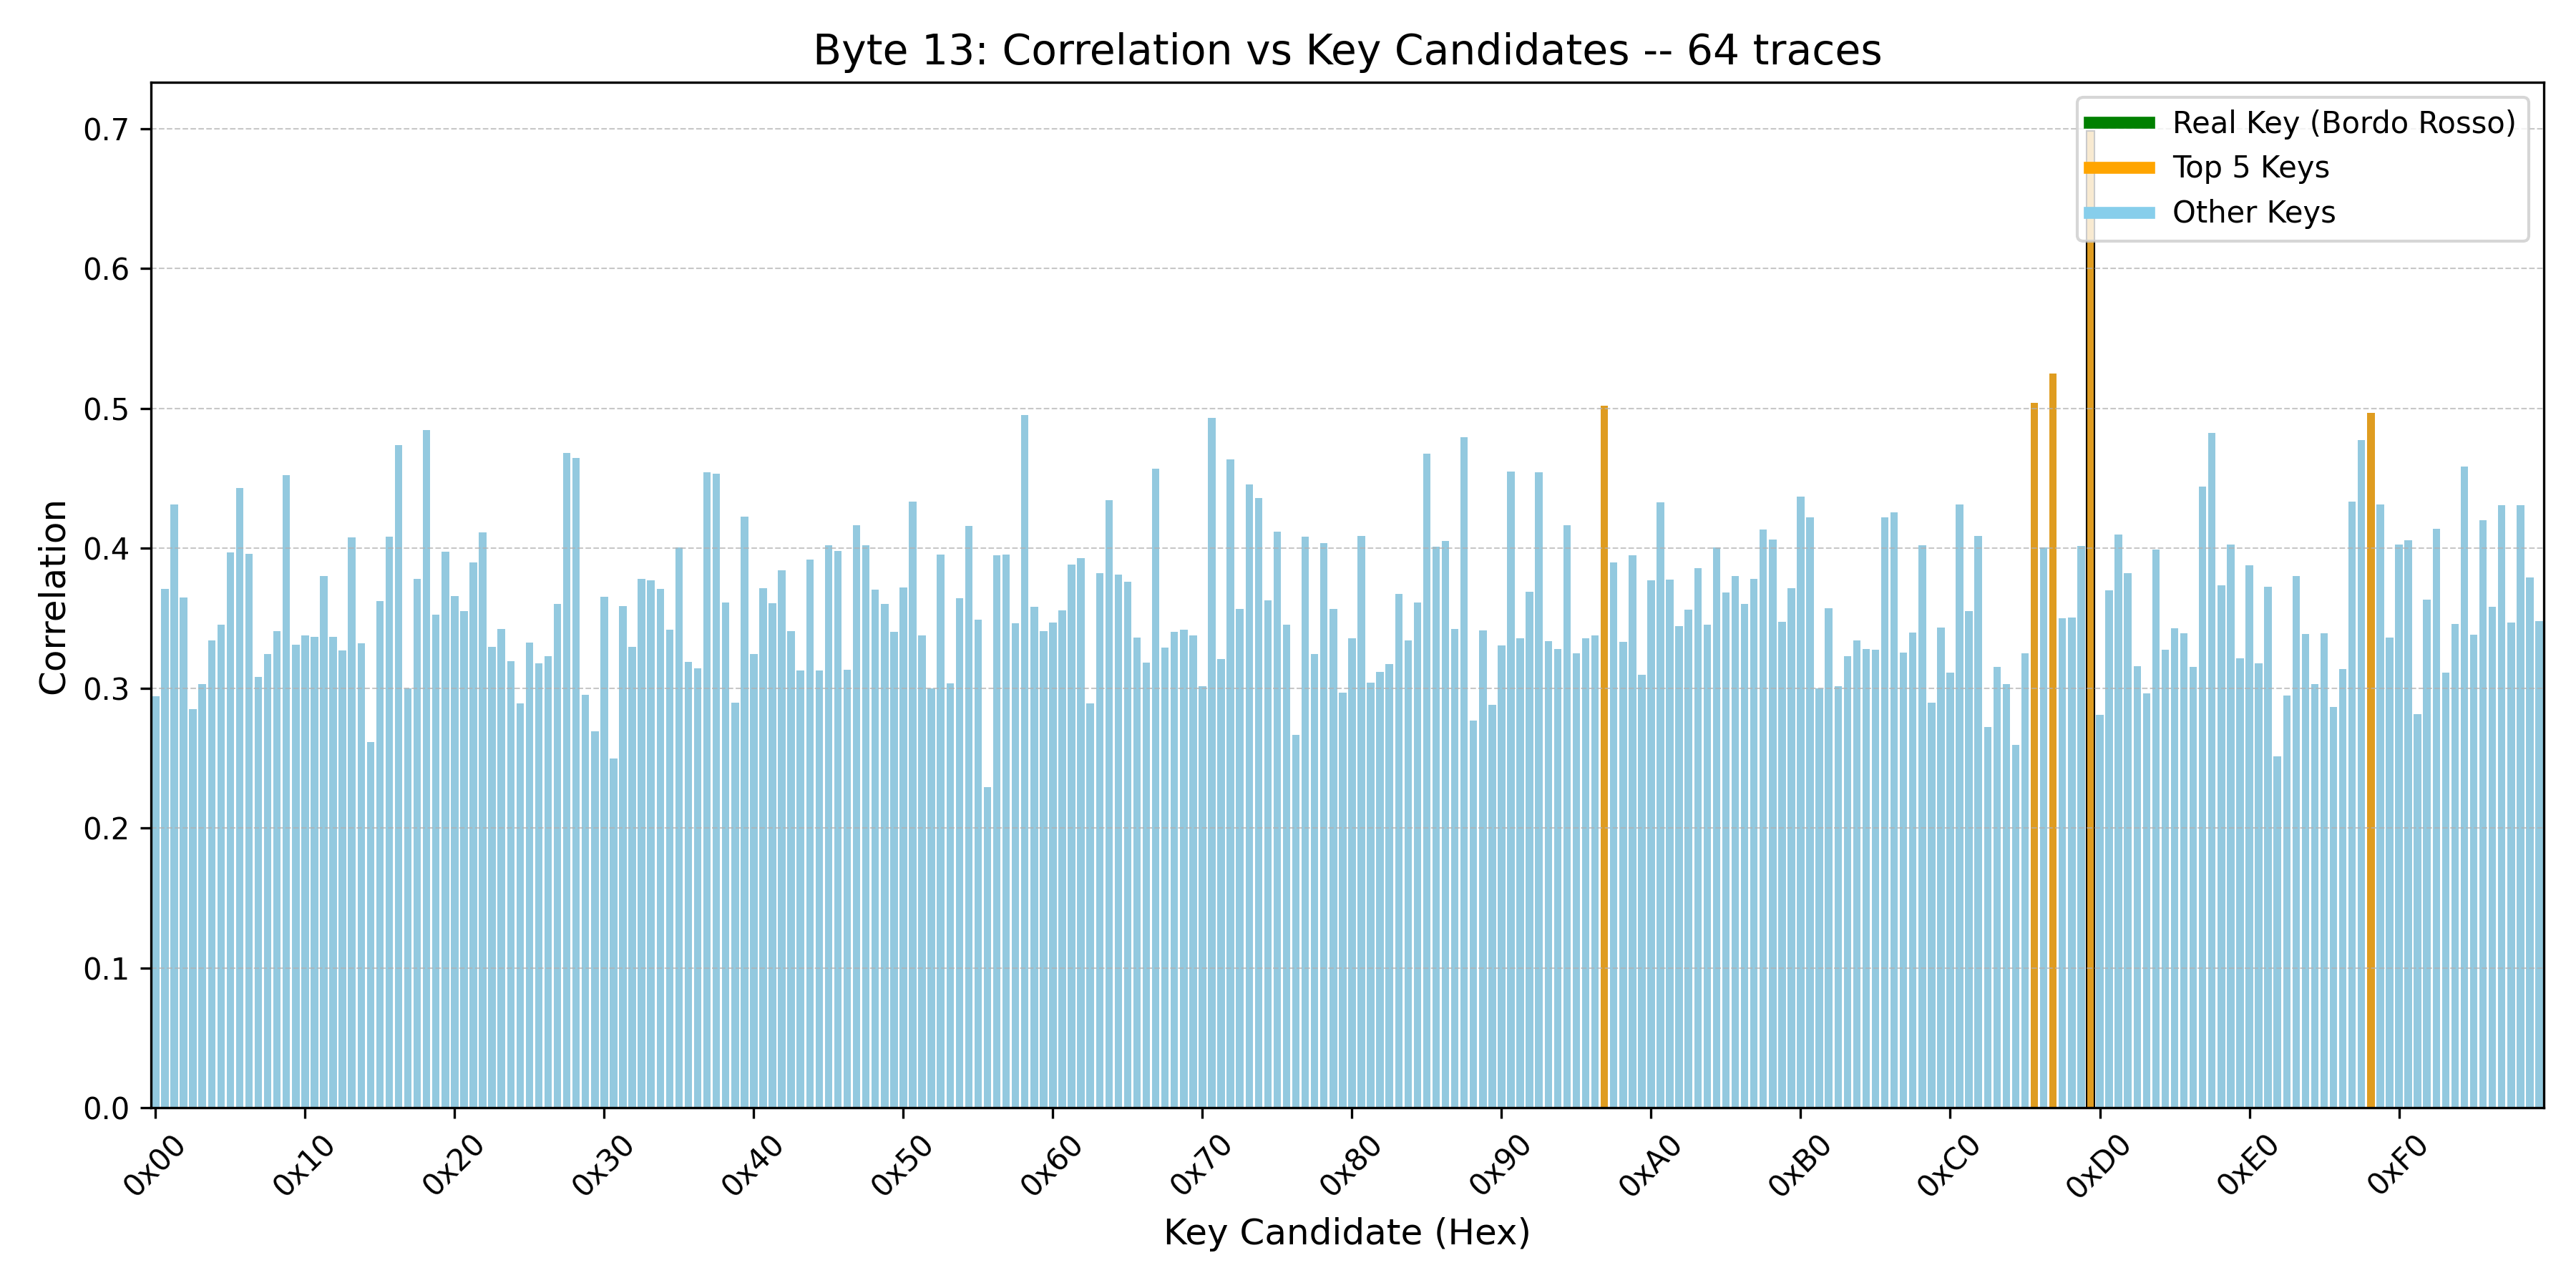 Byte 13: Correlation vs Key Candidates -- 64 traces
Real Key (Bordo Rosso)
Top 5 Keys
Other Keys
0.7
0.6
0.5
0.4
0.3
0.2
0.1
0.0
Correlation
0x00 0x10 0x20 0x30 0x40 0x50 0x60 0x70 0x80 0x90 0xA0 0xB0 0xC0 0xD0 0xE0 0xF0
Key Candidate (Hex)